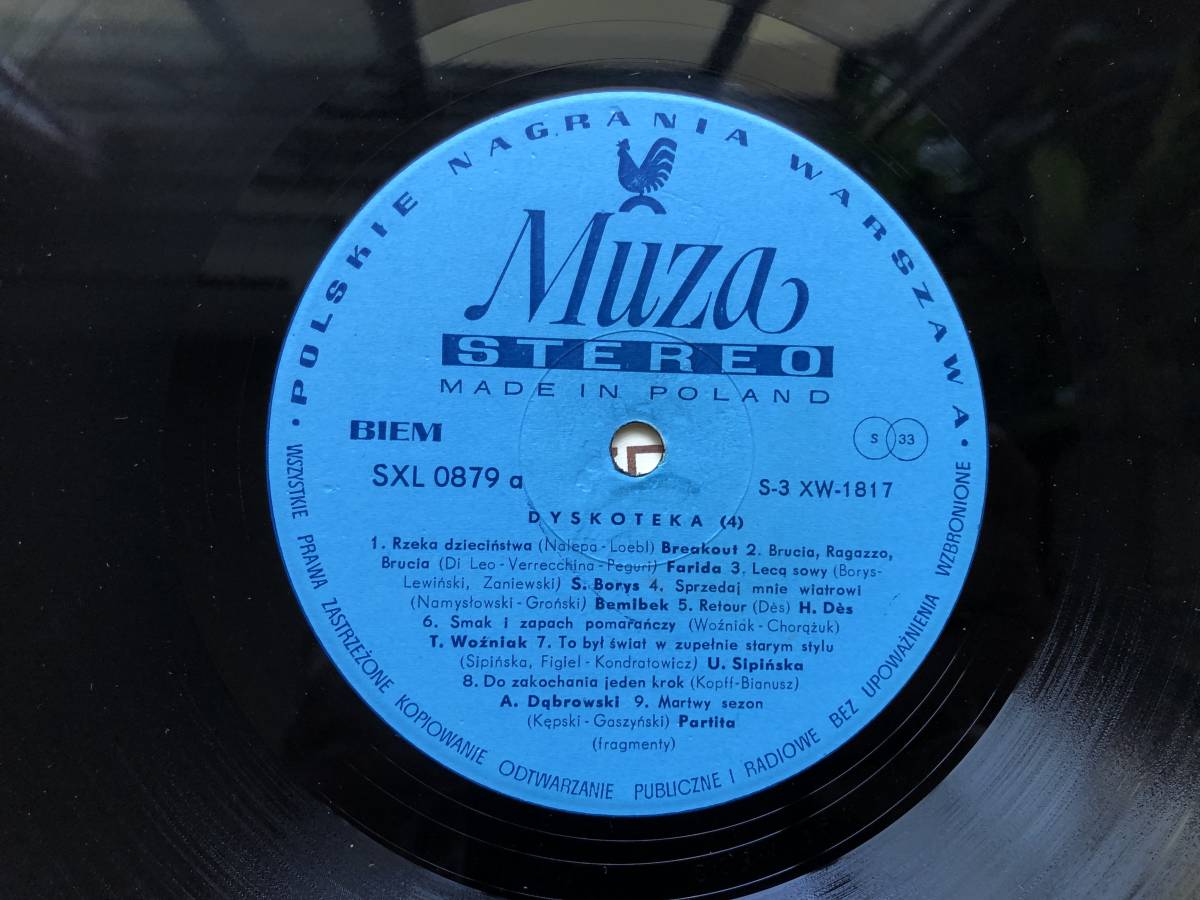 POLSKIE NAGRANIA WARSZAWA
Muza
STEREO
MADE IN POLAND
BIEM
S 33
SXL 0879 a
S-3 XW-1817
DYSKOTEKA (4)
1. Rzeka dzieciństwa (Nalepa-Loebl) Breakout 2. Brucia, Ragazzo,
Brucia (Di Leo-Verrecchina-Peguri) Farida 3. Lecą sowy (Borys-
Lewiński, Zaniewski) S. Borys 4. Sprzedaj mnie wiatrowi
(Namysłowski-Groński) Bemibek 5. Retour (Dès) H. Dès
6. Smak i zapach pomarańczy (Woźniak-Chorążuk)
T. Woźniak 7. To był świat w zupełnie starym stylu
(Sipińska, Figiel-Kondratowicz) U. Sipińska
8. Do zakochania jeden krok (Kopff-Bianusz)
A. Dąbrowski 9. Martwy sezon
(Kępski-Gaszyński) Partita
(fragmenty)
WSZYSTKIE PRAWA ZASTRZEŻONE KOPIOWANIE ODTWARZANIE PUBLICZNE I RADIOWE BEZ UPOWAŻNIENIA WZBRONIONE